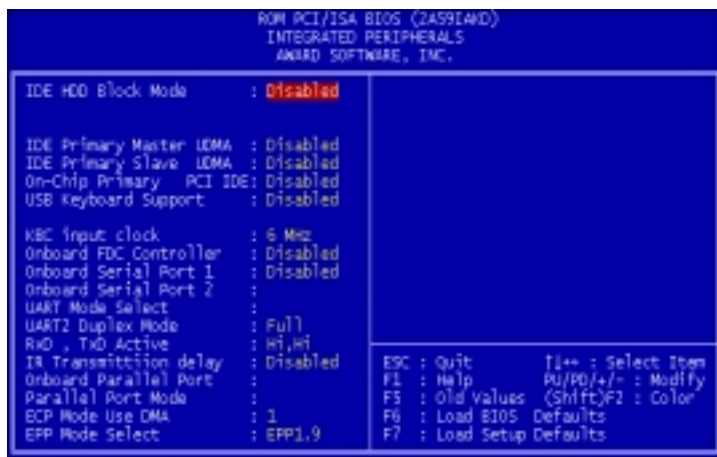 ROM PCI/ISA BIOS (2A59IAKD)
INTEGRATED PERIPHERALS
AWARD SOFTWARE, INC.
IDE HDD Block Mode : Disabled
IDE Primary Master UDMA : Disabled
IDE Primary Slave UDMA : Disabled
On-Chip Primary PCI IDE: Disabled
USB Keyboard Support : Disabled
KBC input clock : 6 MHz
Onboard FDC Controller : Disabled
Onboard Serial Port 1 : Disabled
Onboard Serial Port 2 :
UART Mode Select :
UART2 Duplex Mode : Full
RxD , TxD Active : Hi,Hi
IR Transmittiion delay : Disabled
Onboard Parallel Port :
Parallel Port Mode :
ECP Mode Use DMA : 1
EPP Mode Select : EPP1.9
ESC : Quit ↑↓→← : Select Item
F1 : Help PU/PD/+/- : Modify
F5 : Old Values (Shift)F2 : Color
F6 : Load BIOS Defaults
F7 : Load Setup Defaults